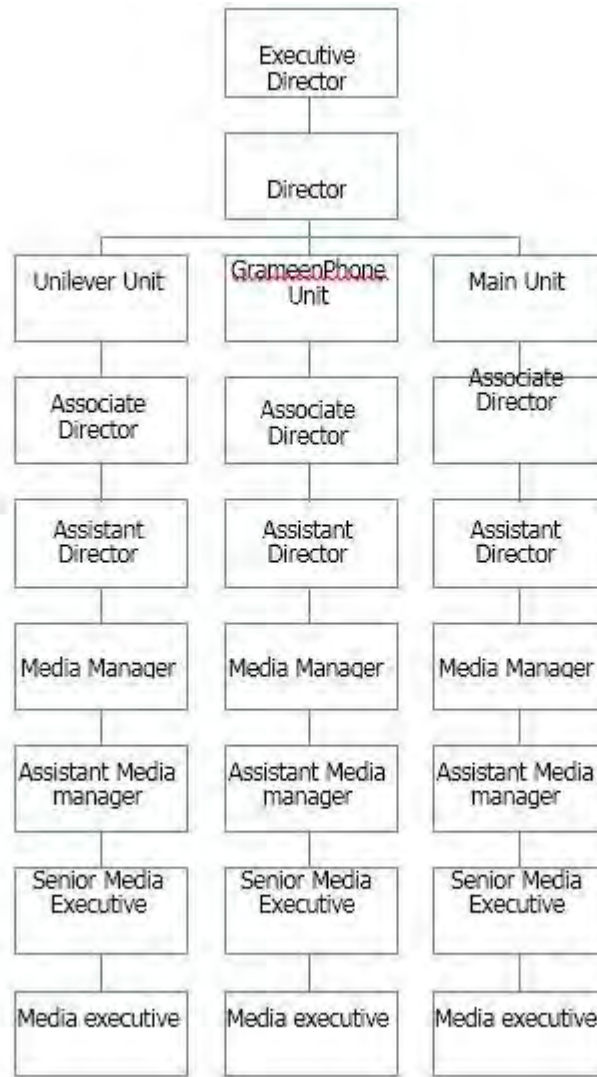 Executive
Director
Director
Unilever Unit
GrameenPhone
Unit
Main Unit
Associate
Director
Associate
Director
Associate
Director
Assistant
Director
Assistant
Director
Assistant
Director
Media Manager
Media Manager
Media Manager
Assistant Media
manager
Assistant Media
manager
Assistant Media
manager
Senior Media
Executive
Senior Media
Executive
Senior Media
Executive
Media executive
Media executive
Media executive